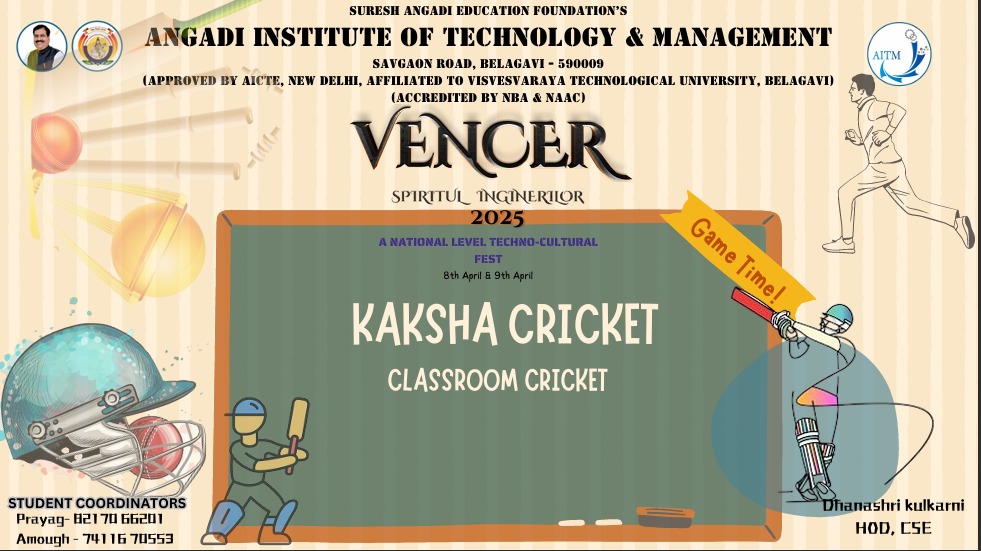 SURESH ANGADI EDUCATION FOUNDATION'S
ANGADI INSTITUTE OF TECHNOLOGY & MANAGEMENT
SAVGAON ROAD, BELAGAVI - 590009
(APPROVED BY AICTE, NEW DELHI, AFFILIATED TO VISVESVARAYA TECHNOLOGICAL UNIVERSITY, BELAGAVI)
(ACCREDITED BY NBA & NAAC)
AITM
VENCER
SPIRITUL INGINERILOR
2025
A NATIONAL LEVEL TECHNO-CULTURAL
FEST
8th April & 9th April
Game Time!
KAKSHA CRICKET
CLASSROOM CRICKET
STUDENT COORDINATORS
Prayag- 82170 66201
Amough - 74116 70553
Dhanashri kulkarni
HOD, CSE